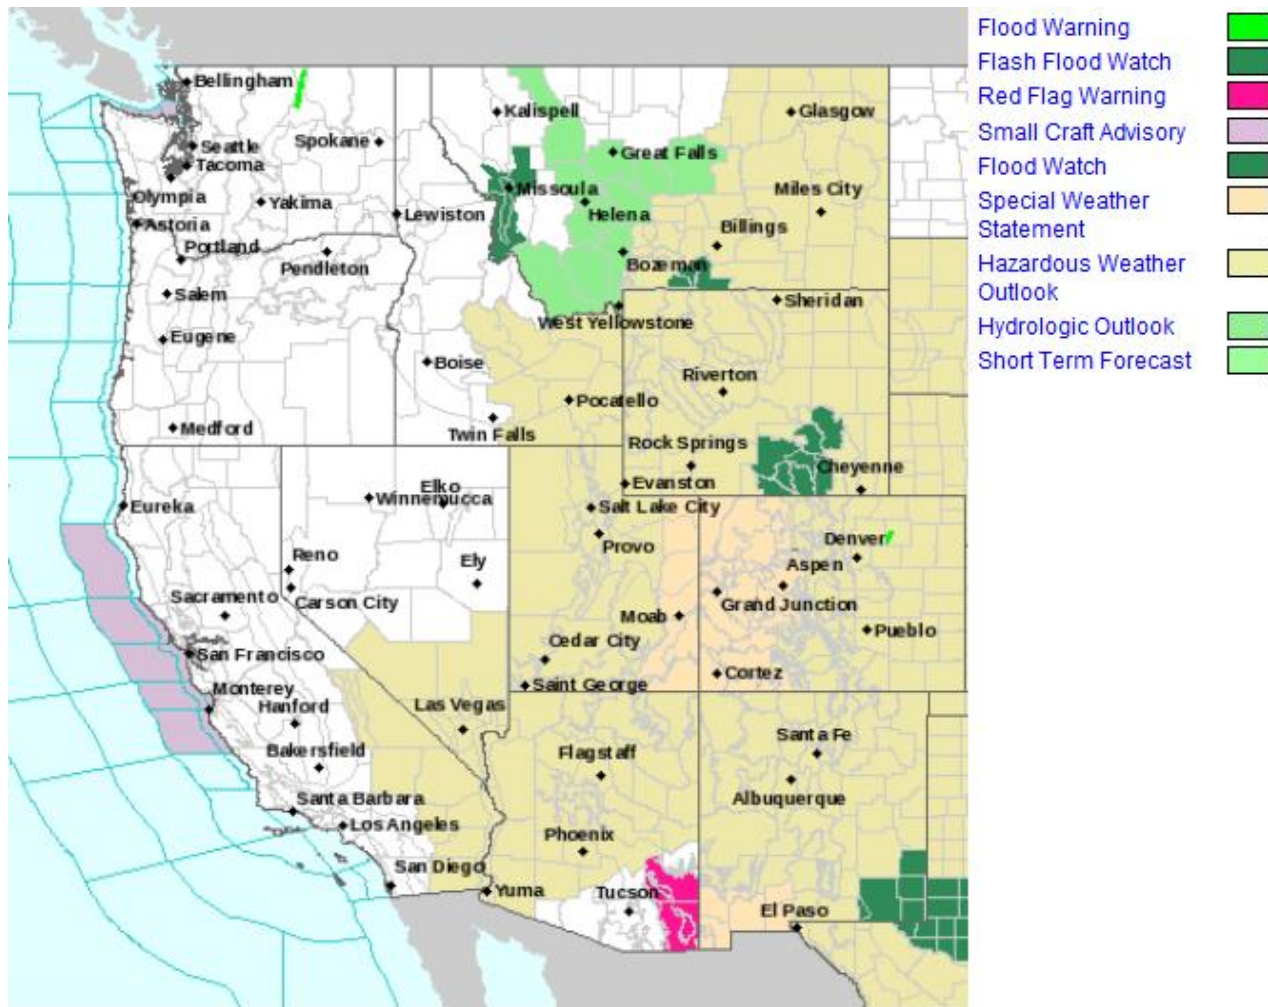 Flood Warning
Flash Flood Watch
Red Flag Warning
Small Craft Advisory
Flood Watch
Special Weather
Statement
Hazardous Weather
Outlook
Hydrologic Outlook
Short Term Forecast
Bellingham
Kalispell
Glasgow
Seattle
Spokane
Great Falls
Tacoma
Olympia
Yakima
Missoula
Miles City
Lewiston
Helena
Astoria
Portland
Billings
Pendleton
Bozeman
Salem
Sheridan
West Yellowstone
Eugene
Boise
Riverton
Pocatello
Medford
Twin Falls
Rock Springs
Cheyenne
Evanston
Elko
Winnemucca
Eureka
Salt Lake City
Provo
Denver
Reno
Ely
Aspen
Sacramento
Carson City
Grand Junction
Moab
Pueblo
San Francisco
Cedar City
Cortez
Monterey
Saint George
Hanford
Las Vegas
Santa Fe
Bakersfield
Flagstaff
Albuquerque
Santa Barbara
Los Angeles
Phoenix
San Diego
Yuma
Tucson
El Paso